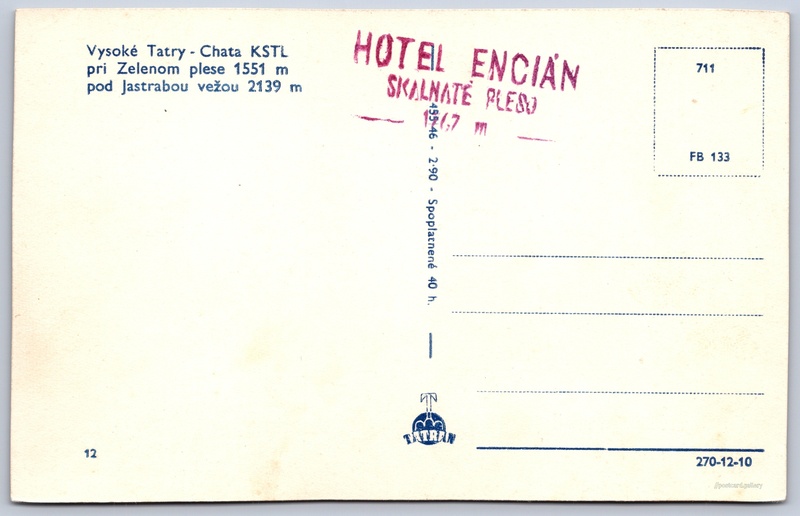 Vysoké Tatry - Chata KSTL
pri Zelenom plese 1551 m
pod Jastrabou vežou 2139 m
HOTEL ENCIÁN
SKALNATÉ PLESO
m
711
FB 133
46 - 2·90 - Spoplatnené 40 h.
TATRAN
12
270-12-10